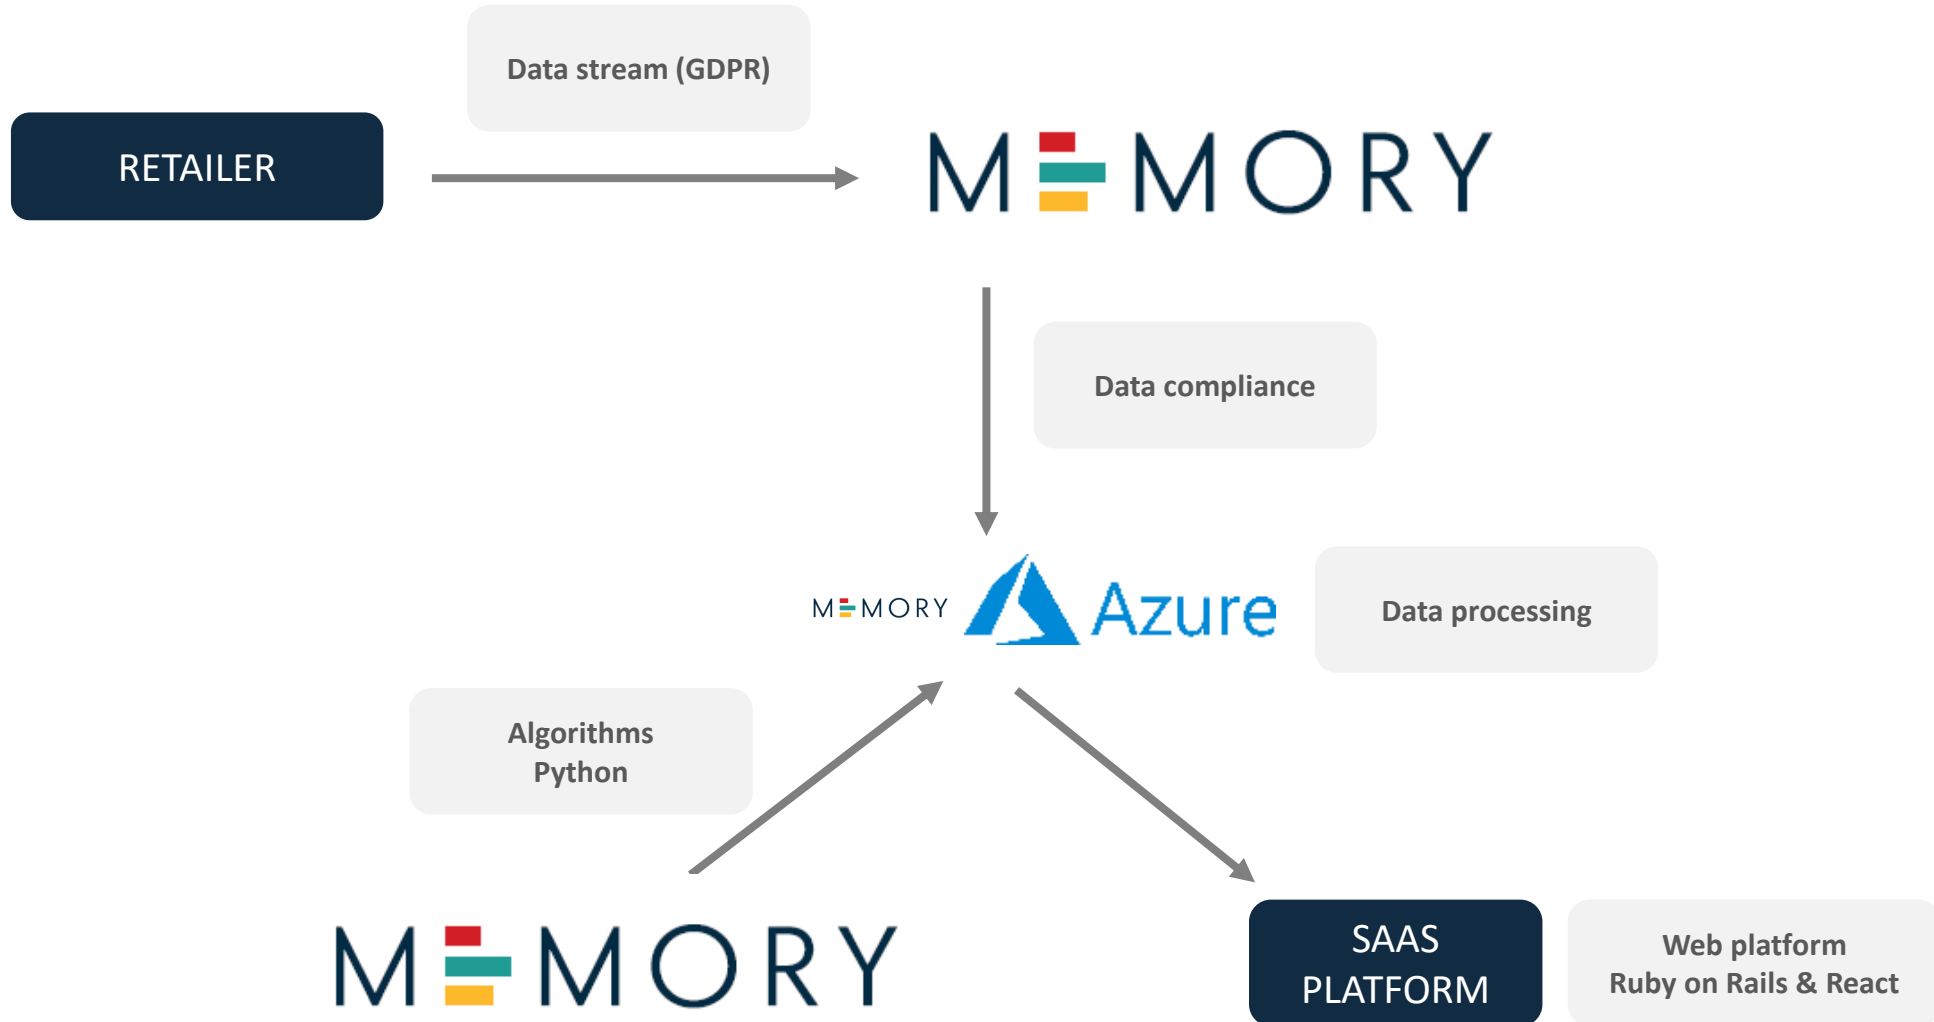 Data stream (GDPR)
RETAILER
MEMORY
Data compliance
MEMORY
Azure
Data processing
Algorithms
Python
MEMORY
SAAS
PLATFORM
Web platform
Ruby on Rails & React